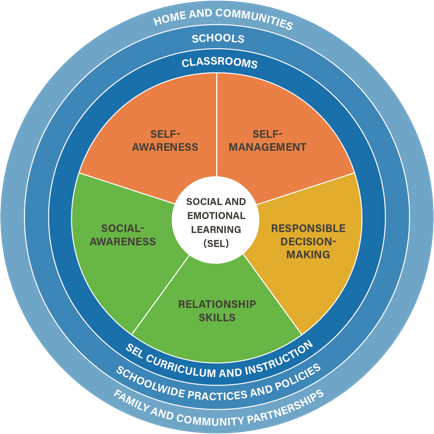 HOME AND COMMUNITIES
SCHOOLS
CLASSROOMS
SELF-
AWARENESS
SELF-
MANAGEMENT
SOCIAL AND
EMOTIONAL
LEARNING
(SEL)
SOCIAL-
AWARENESS
RESPONSIBLE
DECISION-
MAKING
RELATIONSHIP
SKILLS
SEL CURRICULUM AND INSTRUCTION
SCHOOLWIDE PRACTICES AND POLICIES
FAMILY AND COMMUNITY PARTNERSHIPS